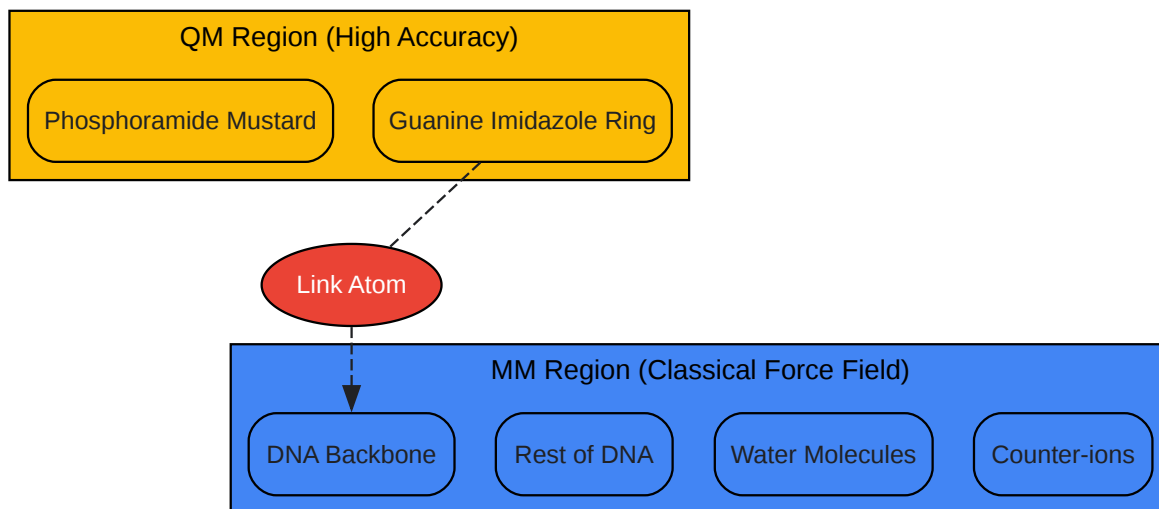 QM Region (High Accuracy)
Phosphoramide Mustard
Guanine Imidazole Ring
Link Atom
MM Region (Classical Force Field)
DNA Backbone
Rest of DNA
Water Molecules
Counter-ions